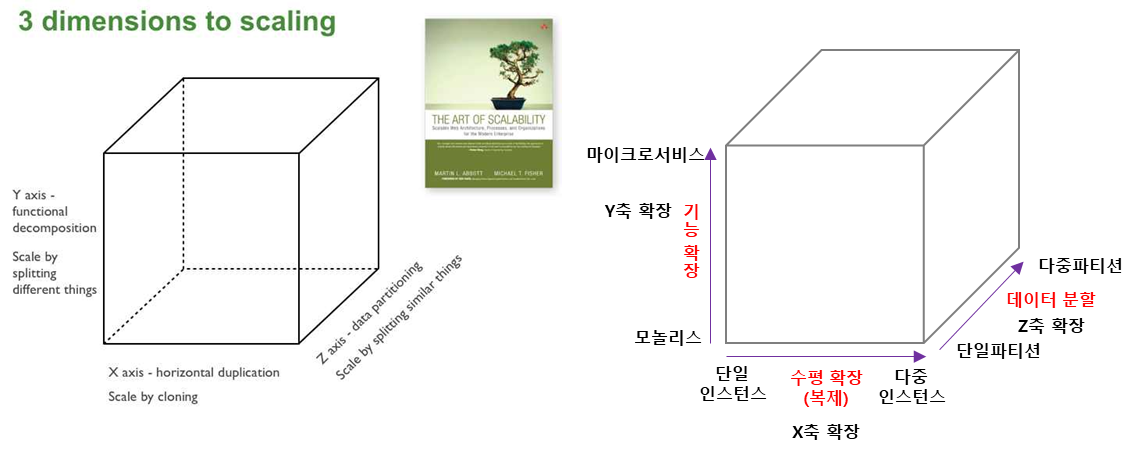 3 dimensions to scaling
THE ART OF SCALABILITY
Scalable Web Architecture, Processes, and Organizations
for the Modern Enterprise
MARTIN L. ABBOTT MICHAEL T. FISHER
Y axis -
functional
decomposition
Scale by
splitting
different things
Z axis - data partitioning
Scale by splitting similar things
X axis - horizontal duplication
Scale by cloning
마이크로서비스
Y축 확장
기
능
확
장
모놀리스
단일
인스턴스
수평 확장
(복제)
다중
인스턴스
X축 확장
다중파티션
데이터 분할
Z축 확장
단일파티션